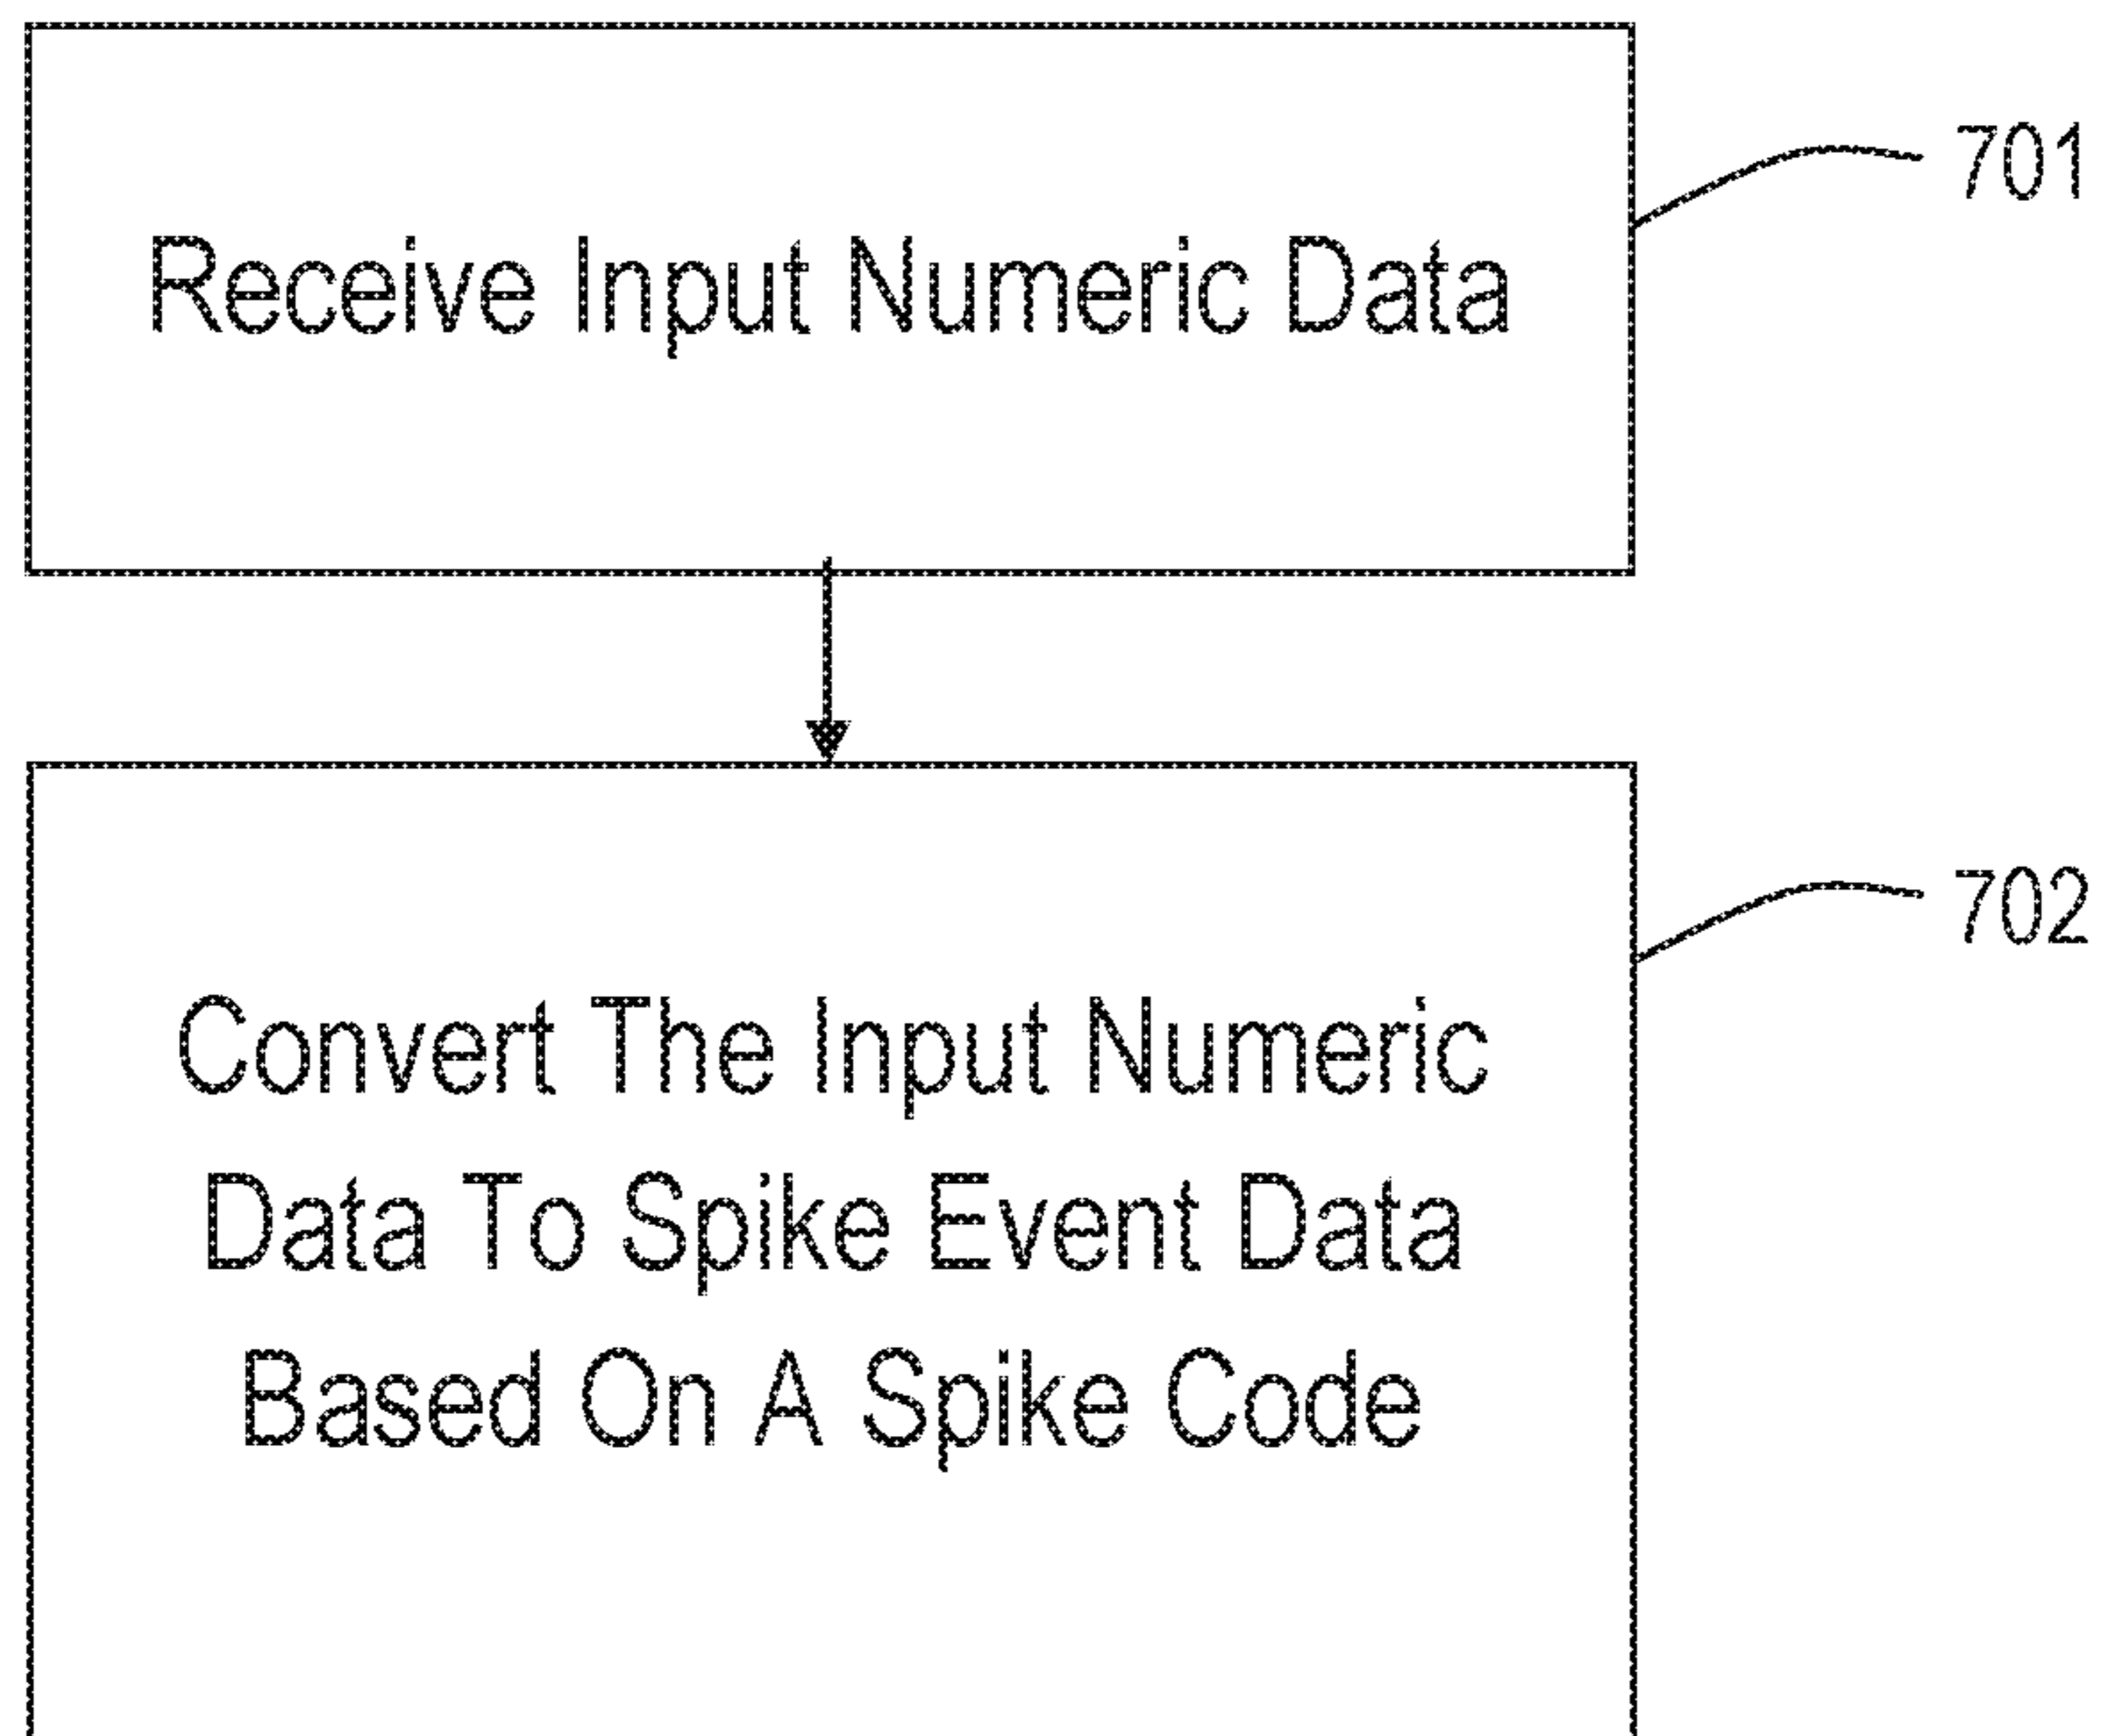 701
Receive Input Numeric Data
702
Convert The Input Numeric
Data To Spike Event Data
Based On A Spike Code